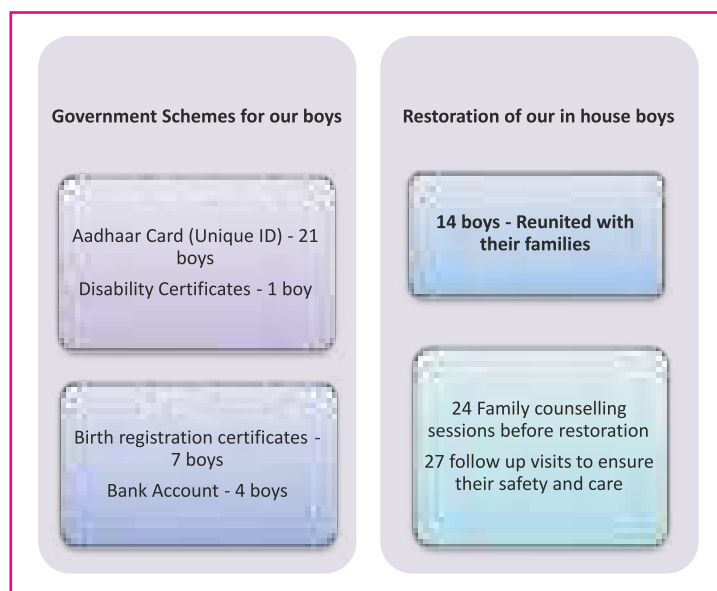 Government Schemes for our boys
Aadhaar Card (Unique ID) - 21
boys
Disability Certificates - 1 boy
Birth registration certificates -
7 boys
Bank Account - 4 boys
Restoration of our in house boys
14 boys - Reunited with
their families
24 Family counselling
sessions before restoration
27 follow up visits to ensure
their safety and care